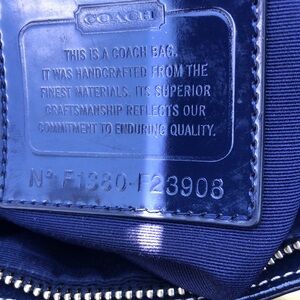 COACH
THIS IS A COACH BAG.
IT WAS HANDCRAFTED FROM THE
FINEST MATERIALS. ITS SUPERIOR
CRAFTSMANSHIP REFLECTS OUR
COMMITMENT TO ENDURING QUALITY.
Nº F1380-F23908